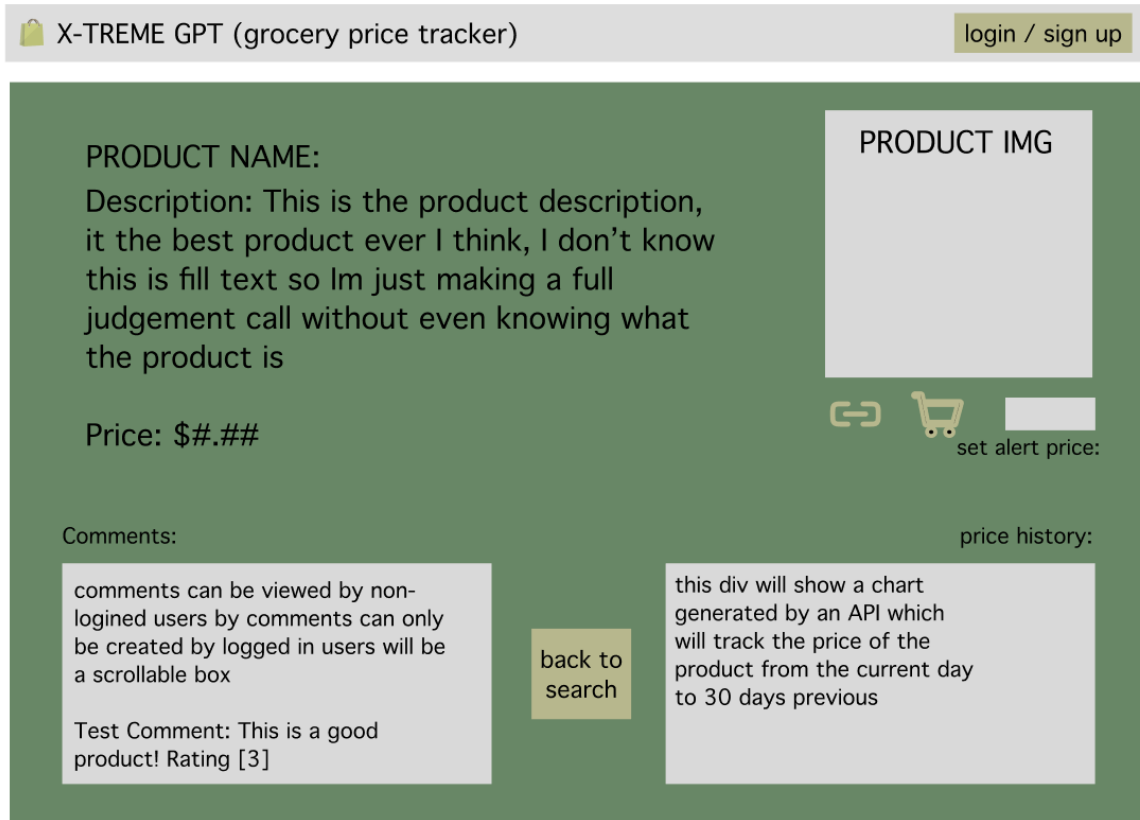 X-TREME GPT (grocery price tracker)
login / sign up
PRODUCT NAME:
Description: This is the product description,
it the best product ever I think, I don’t know
this is fill text so Im just making a full
judgement call without even knowing what
the product is
Price: $#.##
PRODUCT IMG
set alert price:
Comments:
comments can be viewed by non-
logined users by comments can only
be created by logged in users will be
a scrollable box
Test Comment: This is a good
product! Rating [3]
back to
search
price history:
this div will show a chart
generated by an API which
will track the price of the
product from the current day
to 30 days previous